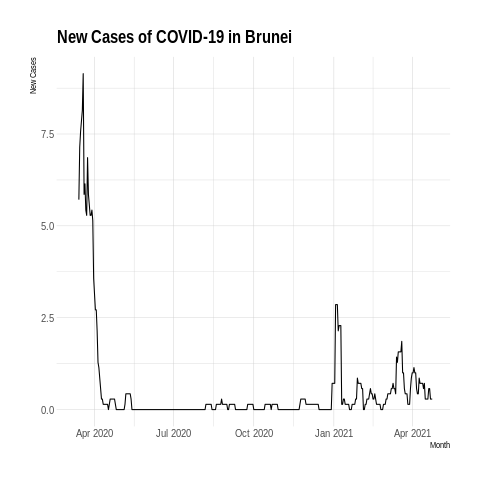 New Cases of COVID-19 in Brunei
New Cases
7.5
5.0
2.5
0.0
Apr 2020 Jul 2020 Oct 2020 Jan 2021 Apr 2021
Month